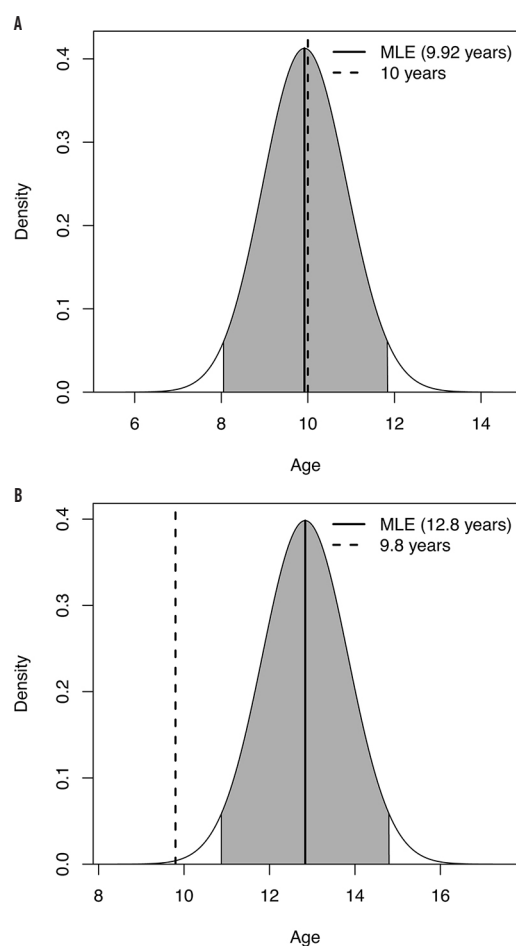 A
MLE (9.92 years)
10 years
0.4
0.3
0.2
0.1
0.0
Density
6 8 10 12 14
Age
B
MLE (12.8 years)
9.8 years
0.4
0.3
0.2
0.1
0.0
Density
8 10 12 14 16
Age